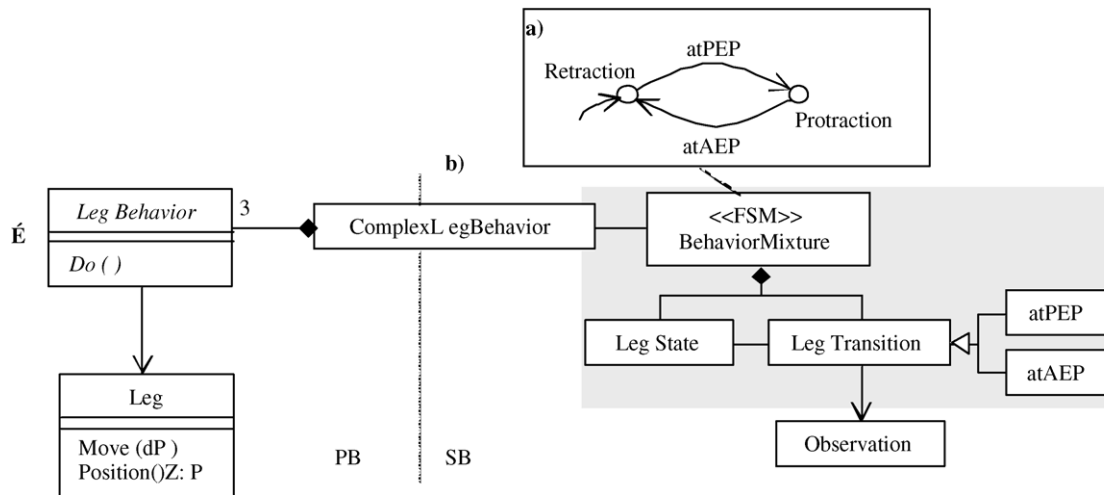 a)
atPEP
Retraction
Protraction
atAEP
b)
Leg Behavior
3
ComplexL egBehavior
<<FSM>>
BehaviorMixture
É
Do ( )
atPEP
Leg State
Leg Transition
atAEP
Leg
Observation
Move (dP )
Position()Z: P
PB
SB